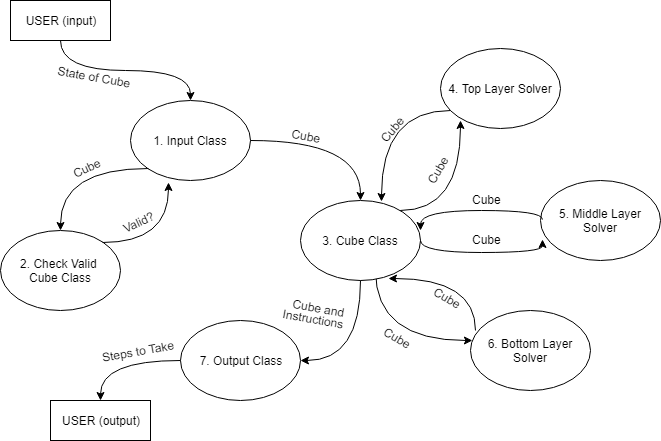 USER (input)
State of Cube
1. Input Class
Cube
Cube
Valid?
2. Check Valid
Cube Class
3. Cube Class
4. Top Layer Solver
Cube
Cube
Cube
Cube
5. Middle Layer
Solver
Cube
Cube
6. Bottom Layer
Solver
Cube and
Instructions
7. Output Class
Steps to Take
USER (output)